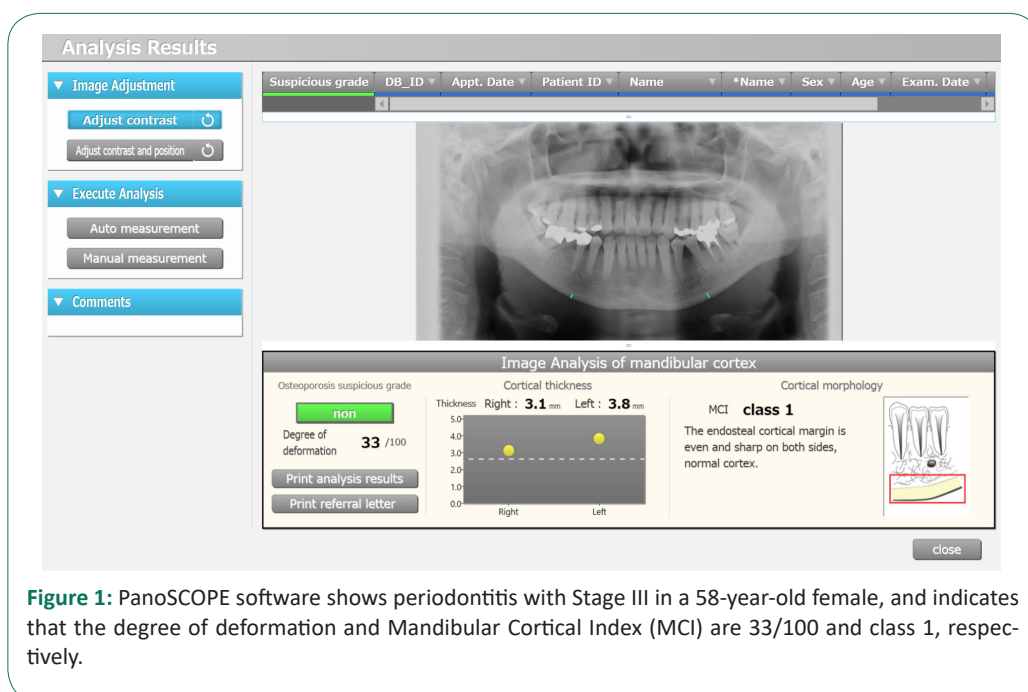 Analysis Results
Image Adjustment
Adjust contrast
Adjust contrast and position
Execute Analysis
Auto measurement
Manual measurement
Comments
Suspicious grade DB_ID Appt. Date Patient ID Name *Name Sex Age Exam. Date
Image Analysis of mandibular cortex
Osteoporosis suspicious grade
non
Degree of
deformation 33 /100
Print analysis results
Print referral letter
Cortical thickness
Thickness Right : 3.1 mm Left : 3.8 mm
5.0
4.0
3.0
2.0
1.0
0.0
Right Left
Cortical morphology
MCI class 1
The endosteal cortical margin is
even and sharp on both sides,
normal cortex.
close
Figure 1: PanoSCOPE software shows periodontitis with Stage III in a 58-year-old female, and indicates
that the degree of deformation and Mandibular Cortical Index (MCI) are 33/100 and class 1, respec-
tively.